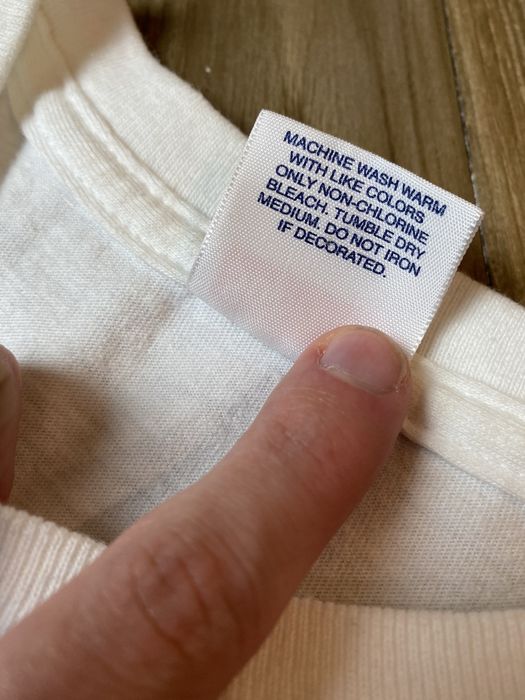 MACHINE WASH WARM
WITH LIKE COLORS
ONLY NON-CHLORINE
BLEACH. TUMBLE DRY
MEDIUM. DO NOT IRON
IF DECORATED.